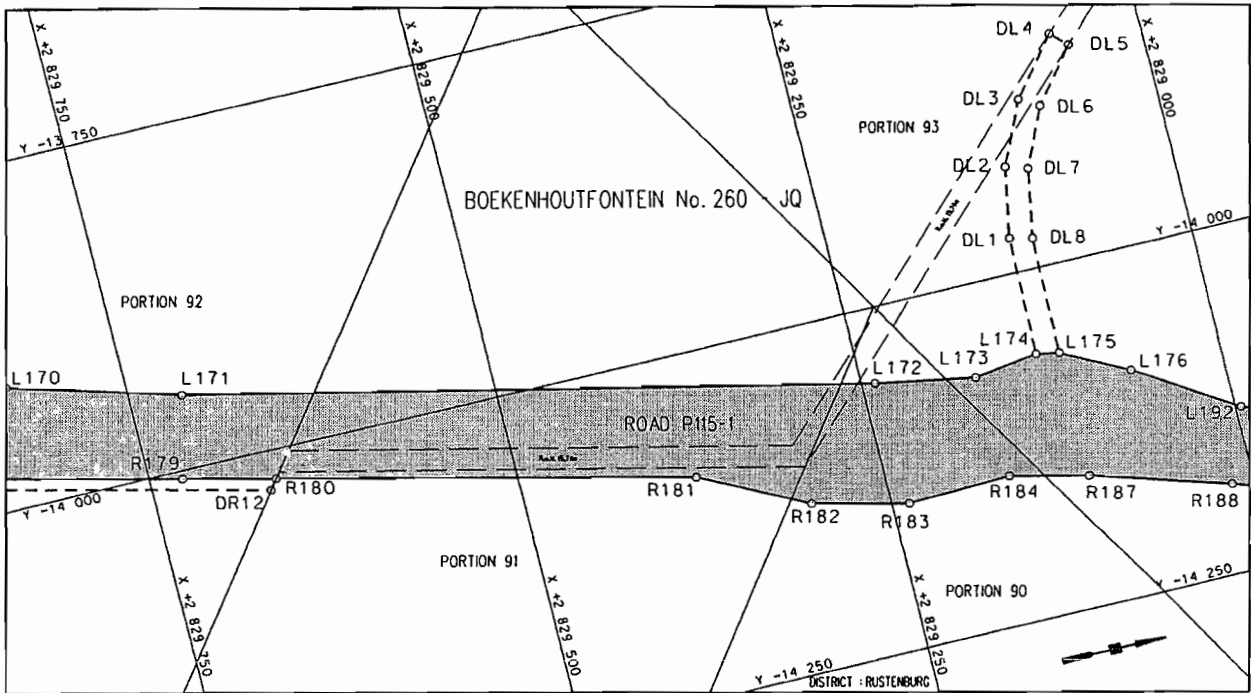 X +2 829 750
X +2 829 500
X +2 829 250
X +2 829 000
DL4
DL5
DL3
DL6
PORTION 93
Y -13 750
DL2
DL7
BOEKENHOUTFONTEIN No. 260 JQ
Y -14 000
DL1
DL8
PORTION 92
L174
L175
L173
L176
L170
L171
L172
L192
ROAD P115-1
R179
R180
R181
DR12
Y -14 000
R182
R183
R184
R187
R188
PORTION 91
PORTION 90
Y -14 250
X +2 829 750
X +2 829 500
X +2 829 250
Y -14 250
DISTRICT : RUSTENBURG